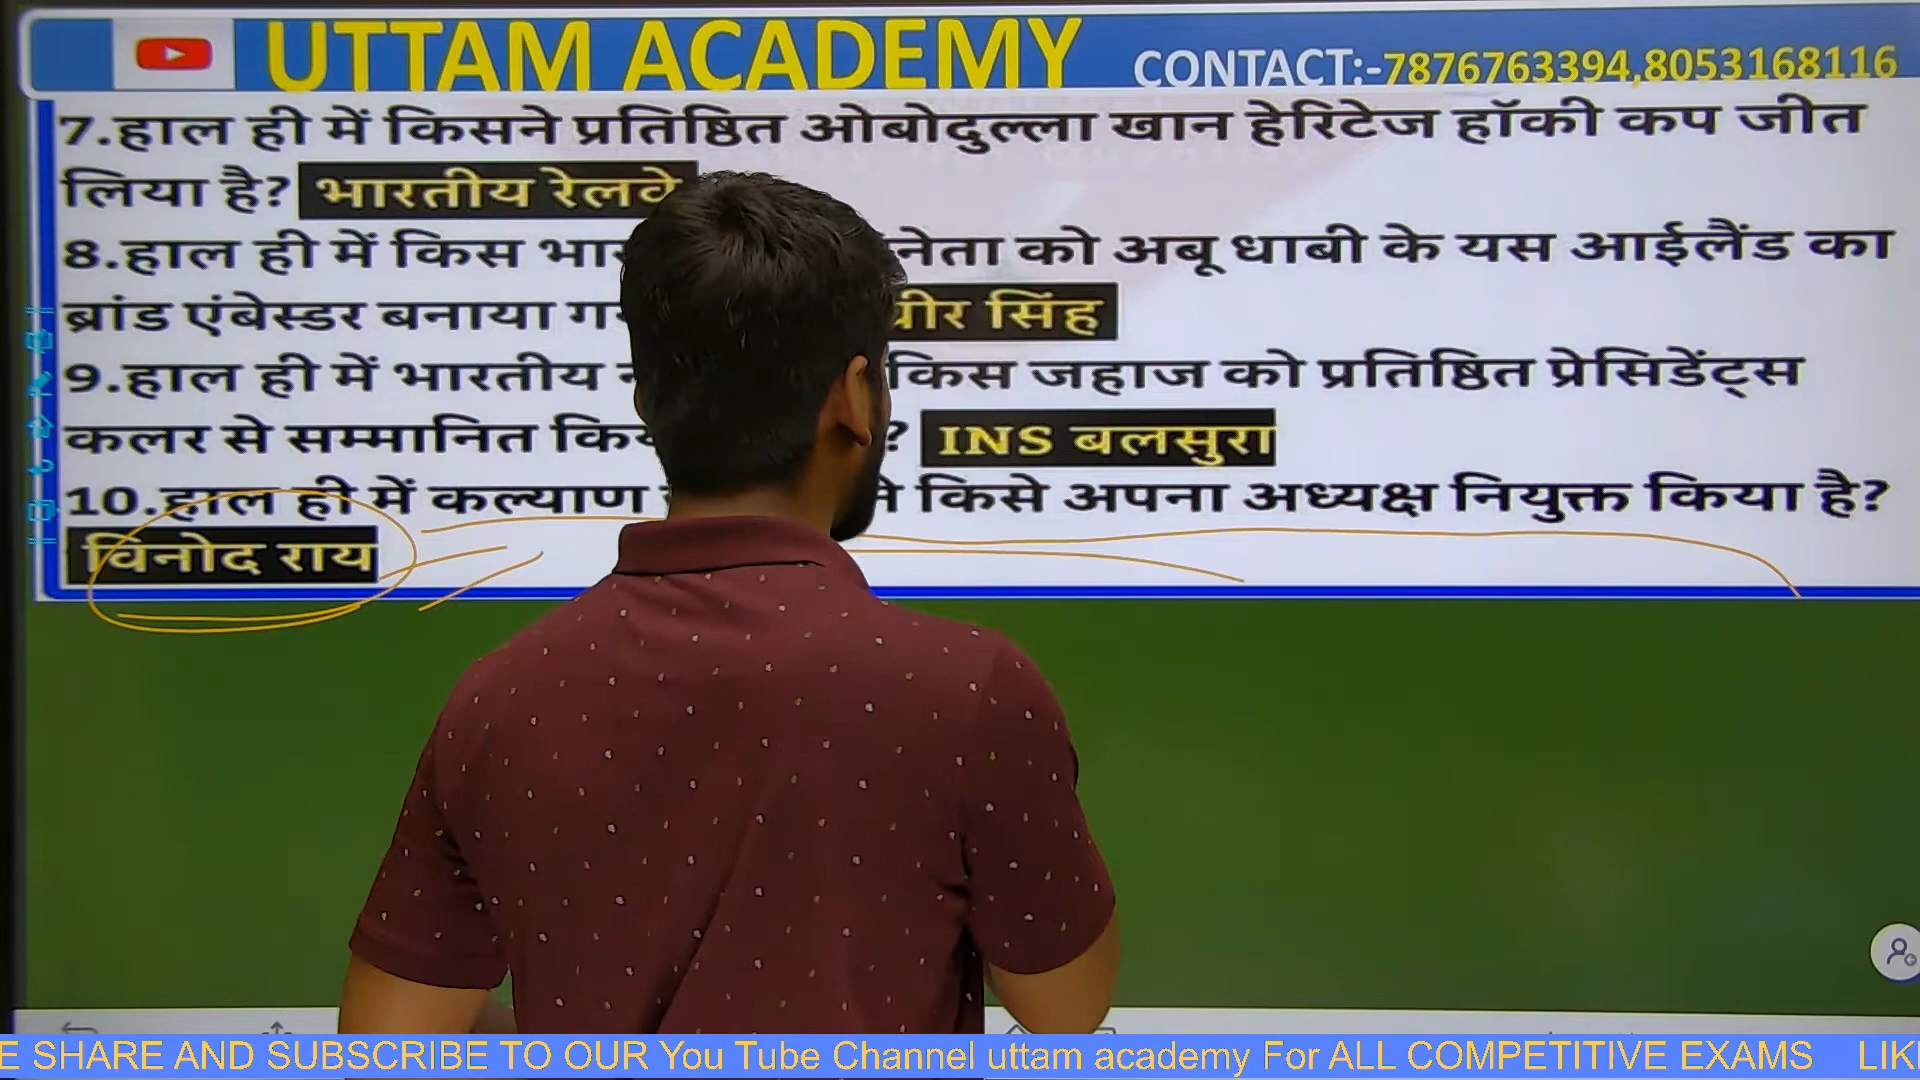 UTTAM ACADEMY
CONTACT:-7876763394,8053168116
7.हाल ही में किसने प्रतिष्ठित ओबोदुल्ला खान हेरिटेज हॉकी कप जीत
लिया है? भारतीय रेलवे
8.हाल ही में किस को अबू धाबी के यस आईलैंड का
ब्रांड एंबेस्डर बनाया सिंह
9.हाल ही में भारतीय किस जहाज को प्रतिष्ठित प्रेसिडेंट्स
कलर से सम्मानित ? INS बलसुरा
10.हाल ही में कल्याण किसे अपना अध्यक्ष नियुक्त किया है?
विनोद राय
SHARE AND SUBSCRIBE TO OUR You Tube Channel uttam academy For ALL COMPETITIVE EXAMS